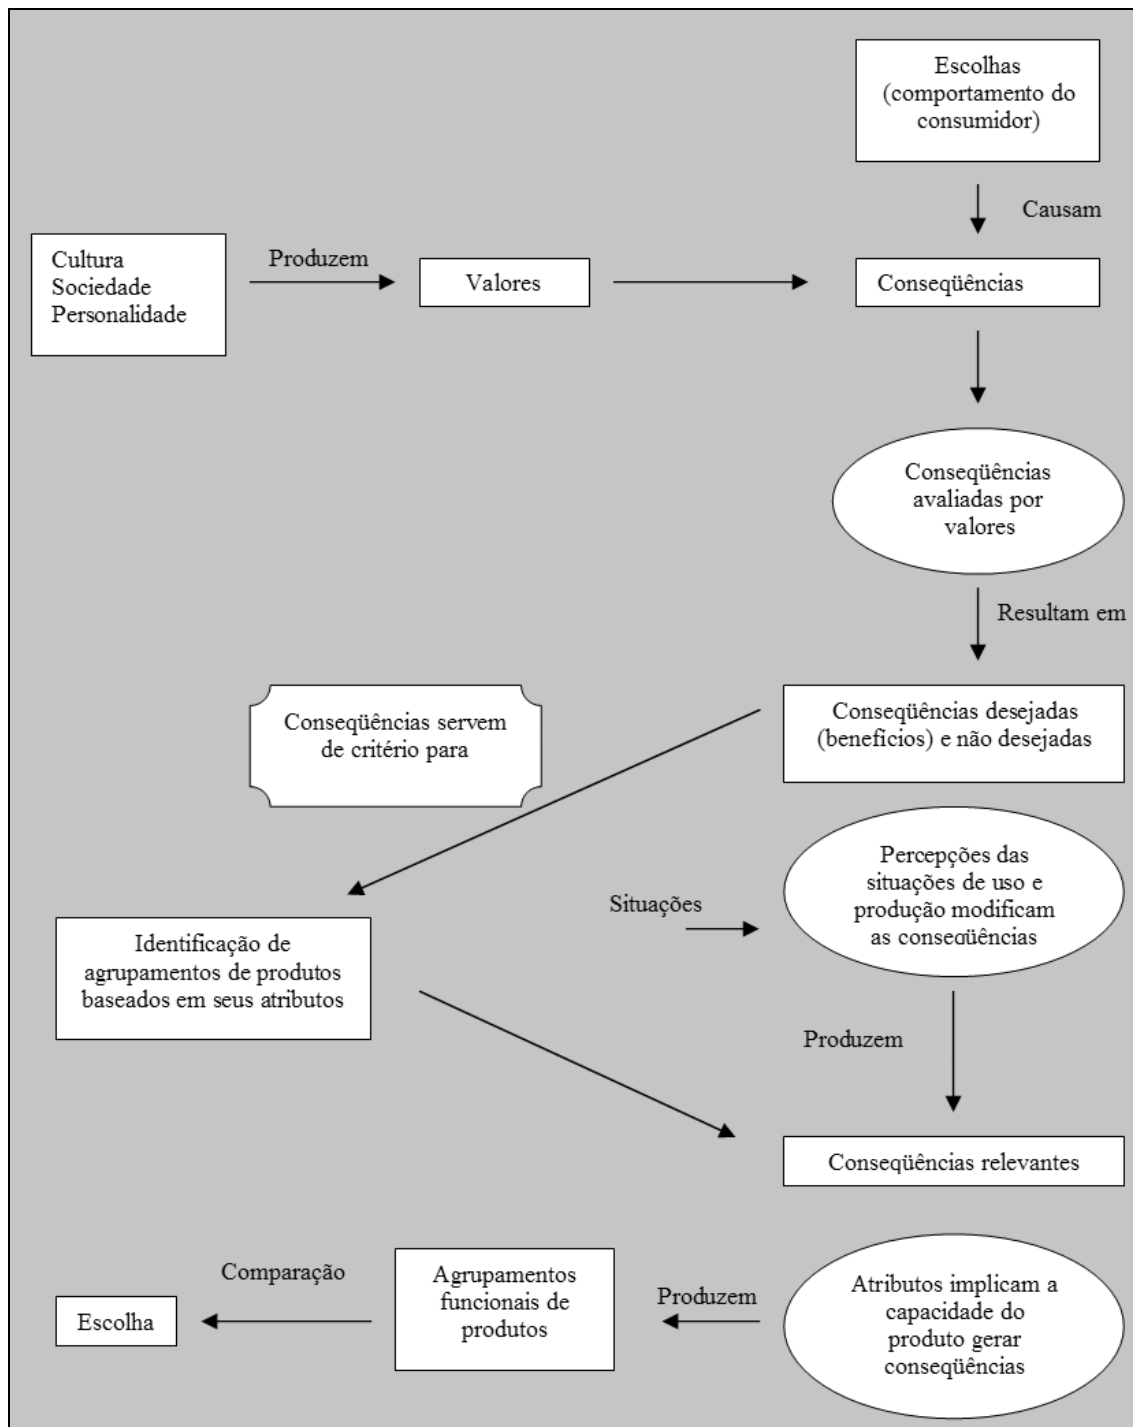 Escolhas
(comportamento do
consumidor)
Causam
Cultura
Sociedade
Personalidade
Produzem
Valores
Conseqüências
Conseqüências
avaliadas por
valores
Resultam em
Conseqüências servem
de critério para
Conseqüências desejadas
(benefícios) e não desejadas
Percepções das
situações de uso e
produção modificam
as conseqüências
Situações
Identificação de
agrupamentos de produtos
baseados em seus atributos
Produzem
Conseqüências relevantes
Atributos implicam a
capacidade do
produto gerar
conseqüências
Produzem
Agrupamentos
funcionais de
produtos
Comparação
Escolha